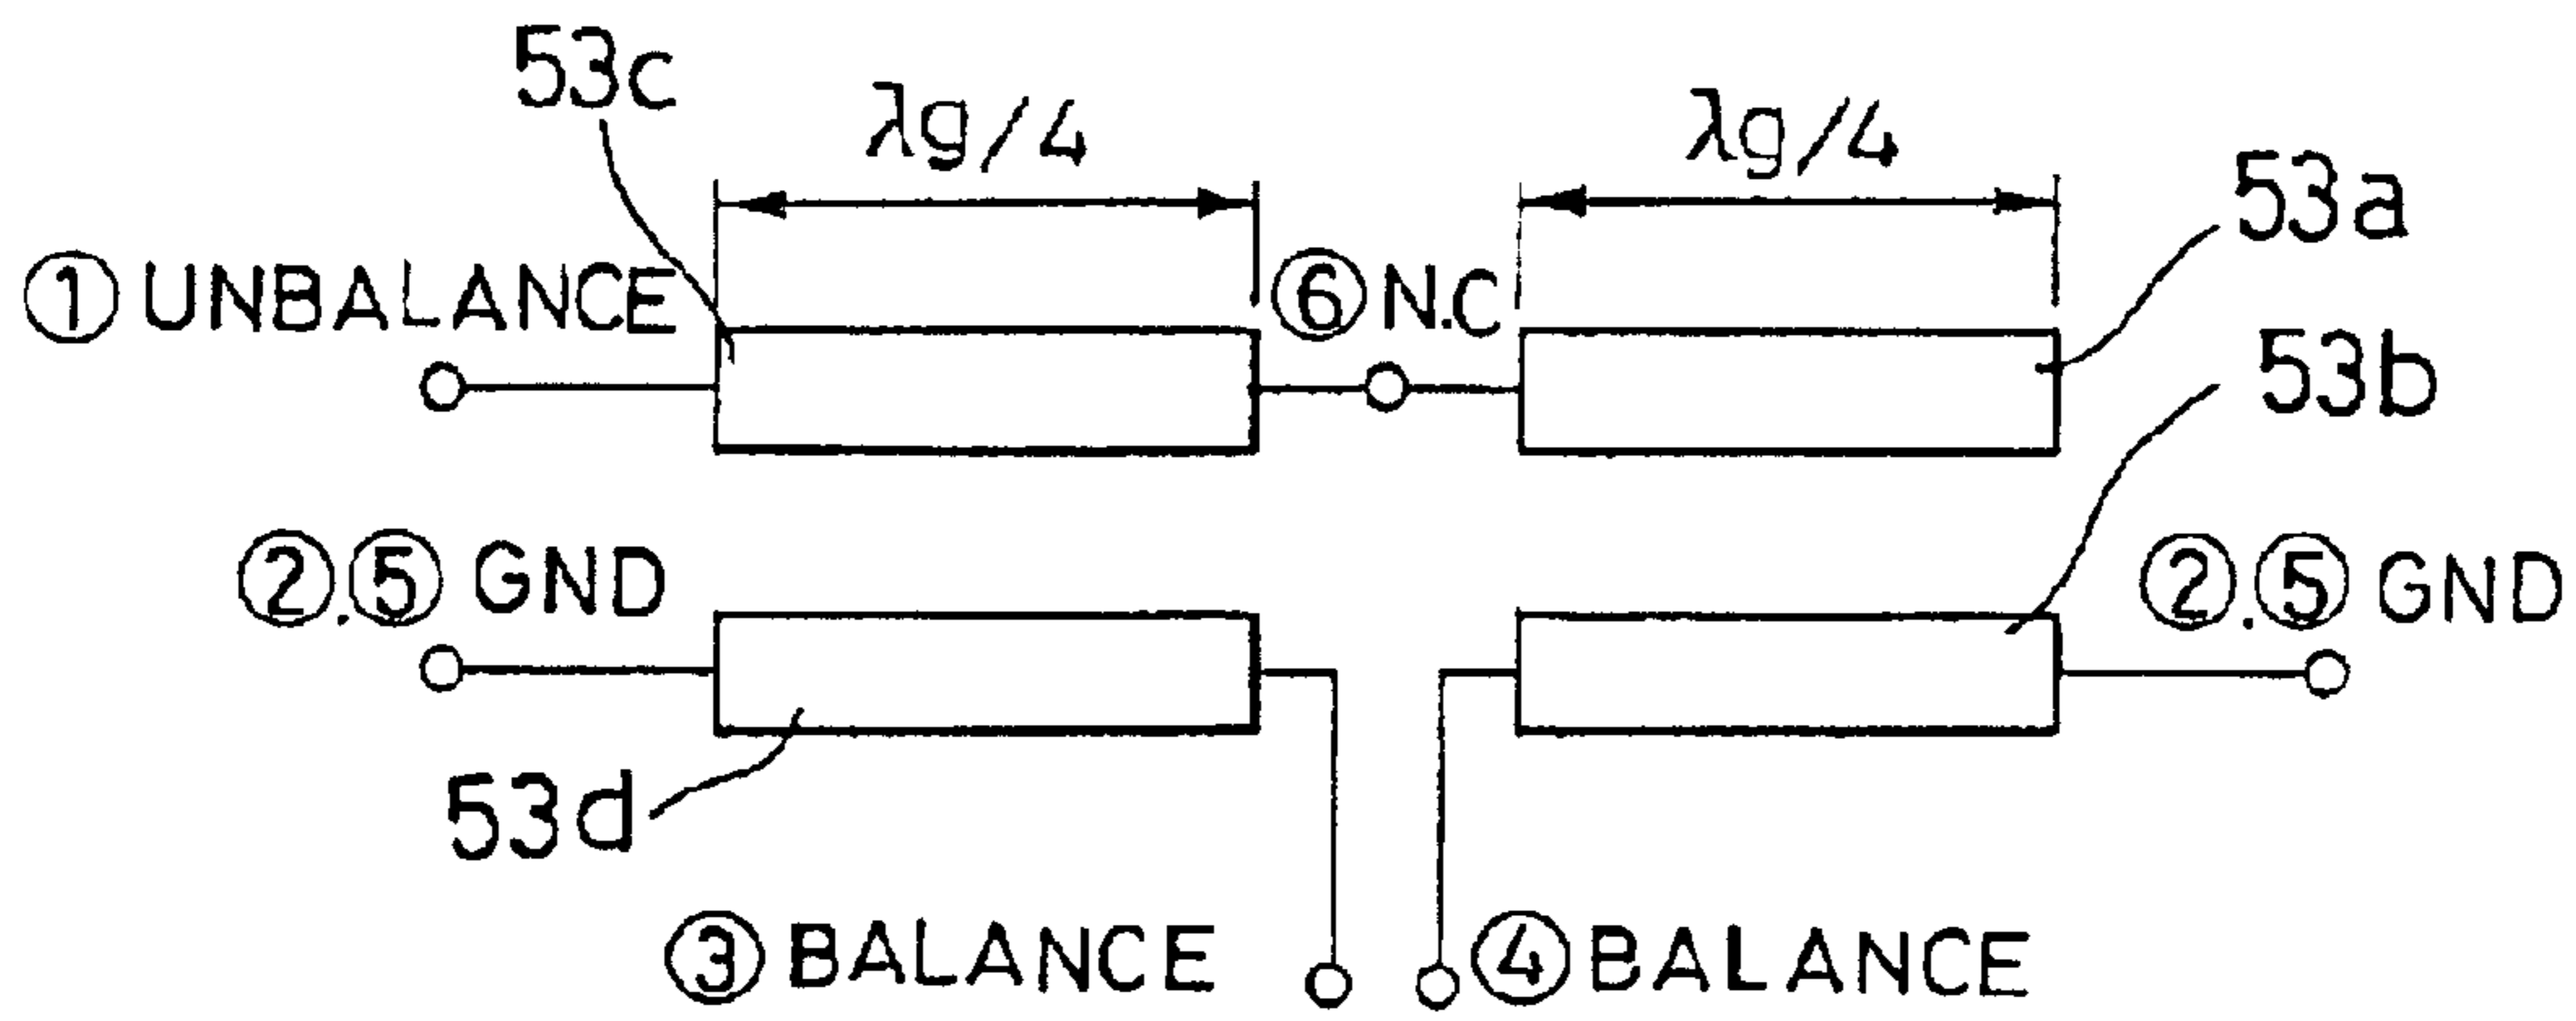 53c
λg/4
λg/4
53a
① UNBALANCE
⑥ N.C
53b
②.⑤ GND
②.⑤ GND
53d
③ BALANCE
④ BALANCE